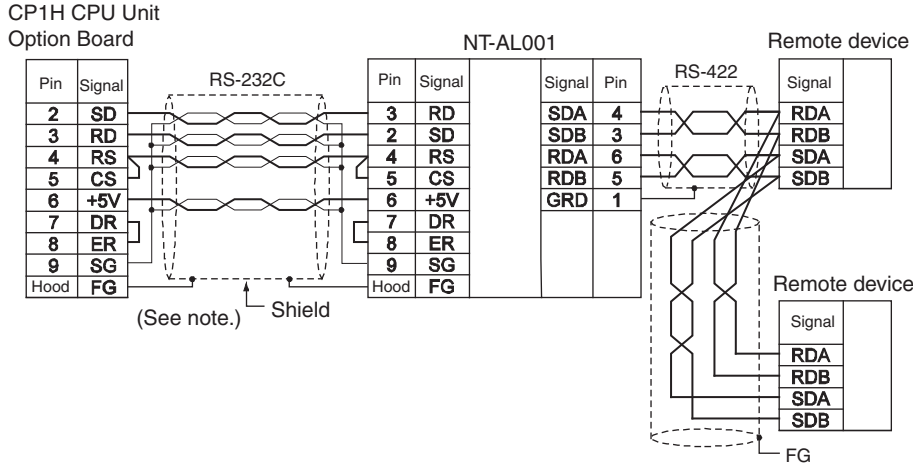 CP1H CPU Unit
Option Board
NT-AL001
Remote device
Pin Signal
RS-232C
Pin Signal
Signal Pin
RS-422
Signal
2 SD
3 RD
SDA 4
RDA
3 RD
2 SD
SDB 3
RDB
4 RS
4 RS
RDA 6
SDA
5 CS
5 CS
RDB 5
SDB
6 +5V
6 +5V
GRD 1
7 DR
7 DR
8 ER
8 ER
9 SG
9 SG
Hood FG
Hood FG
(See note.)
Shield
Remote device
Signal
RDA
RDB
SDA
SDB
FG